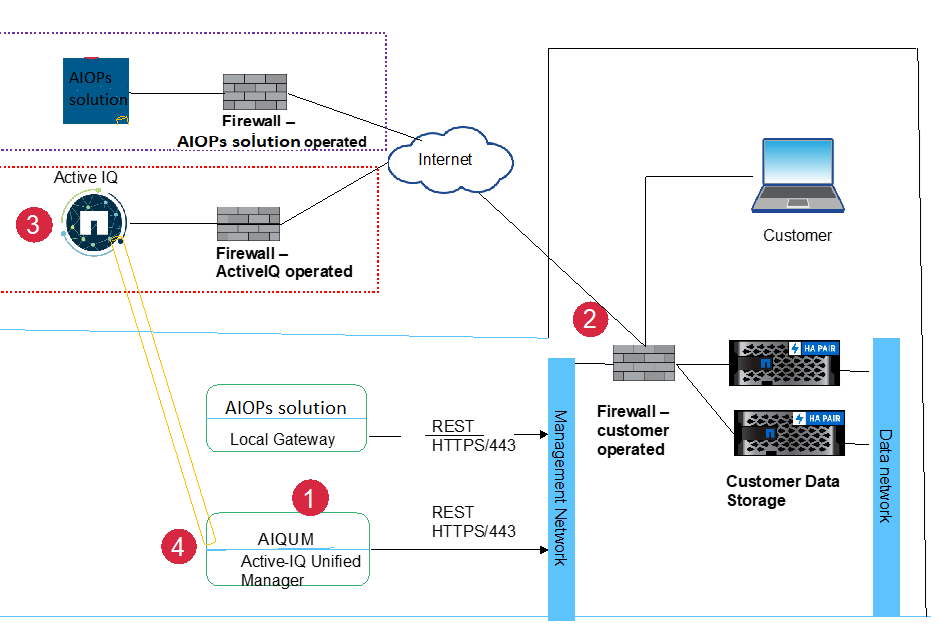 AIOPs
solution
Firewall –
AIOPs solution operated
Internet
Active IQ
3
Firewall –
ActiveIQ operated
Customer
2
HA PAIR
HA PAIR
Firewall –
customer
operated
Customer Data
Storage
Management Network
Data network
AIOPs solution
Local Gateway
REST
HTTPS/443
1
4
AIQUM
Active-IQ Unified
Manager
REST
HTTPS/443